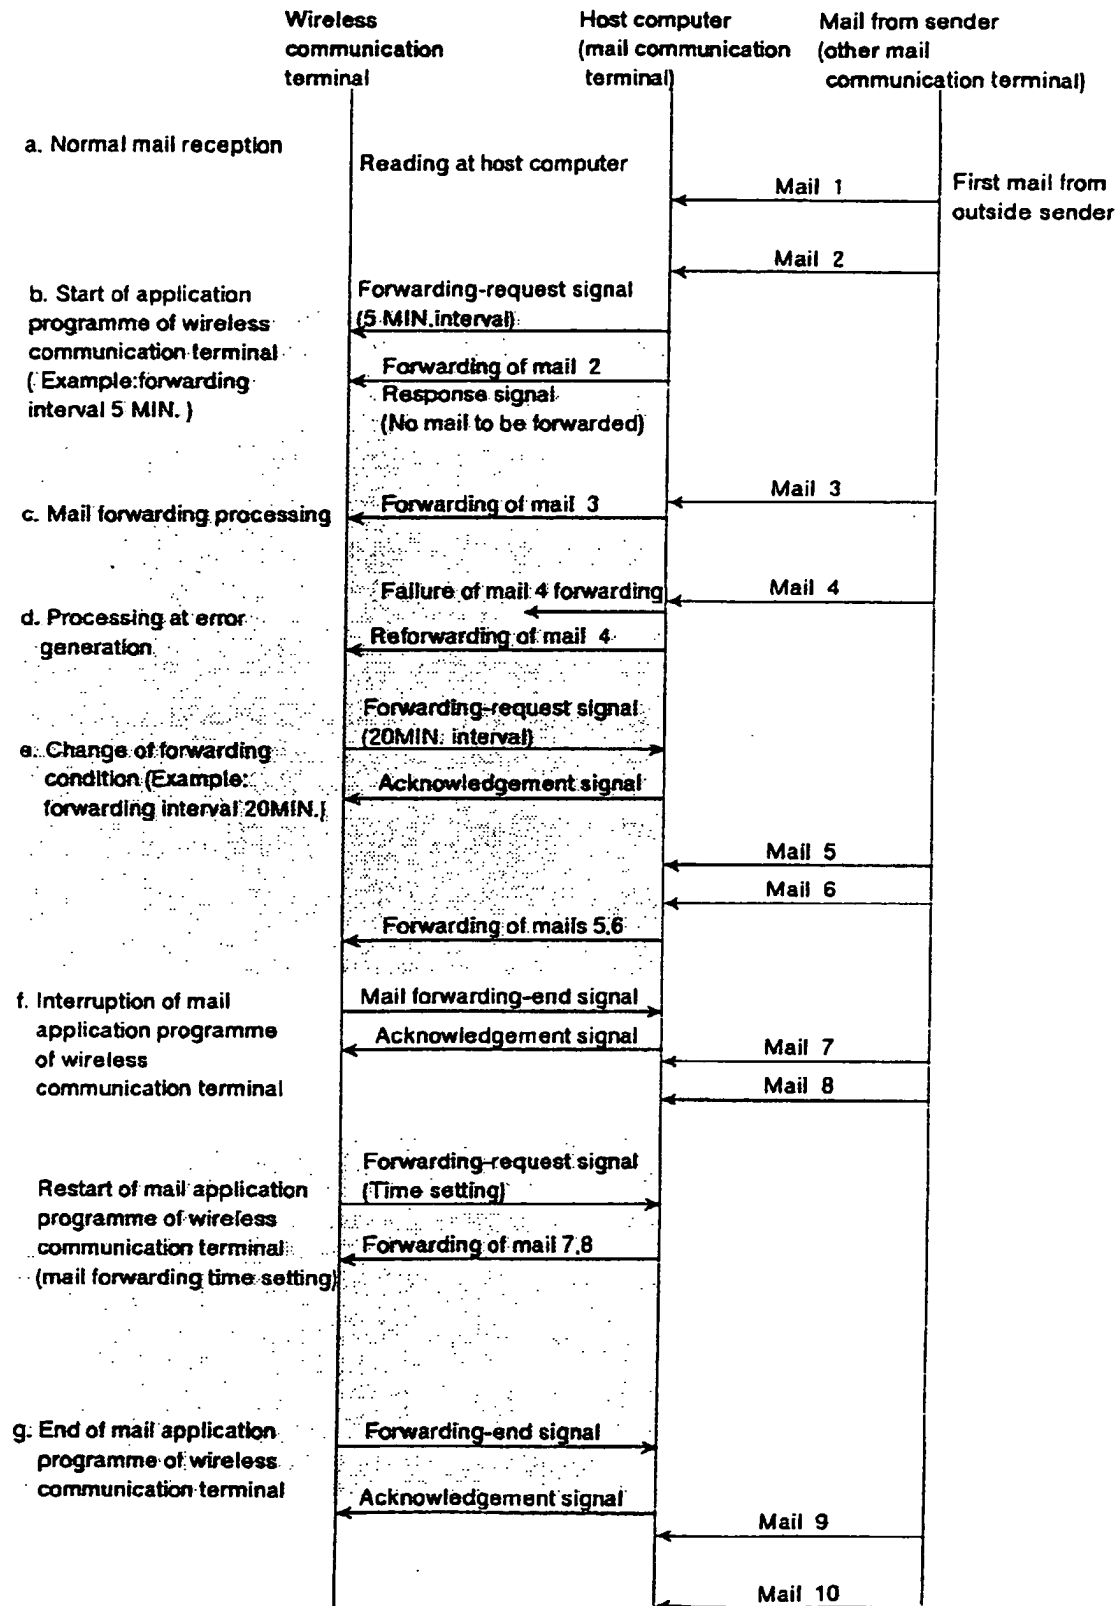 Wireless
communication
terminal
Host computer
(mail communication
terminal)
Mail from sender
(other mail
communication terminal)
a. Normal mail reception
Reading at host computer
Mail 1
First mail from
outside sender
Mail 2
b. Start of application
programme of wireless
communication terminal
( Example:forwarding
interval 5 MIN. )
Forwarding-request signal
(5 MIN.interval)
Forwarding of mail 2
Response signal
(No mail to be forwarded)
Mail 3
c. Mail forwarding processing
Forwarding of mail 3
Failure of mail 4 forwarding
Mail 4
d. Processing at error
generation
Reforwarding of mail 4
Forwarding-request signal
(20MIN. interval)
e. Change of forwarding
condition (Example:
forwarding interval 20MIN.)
Acknowledgement signal
Mail 5
Mail 6
Forwarding of mails 5,6
f. Interruption of mail
application programme
of wireless
communication terminal
Mail forwarding-end signal
Acknowledgement signal
Mail 7
Mail 8
Forwarding-request signal
(Time setting)
Restart of mail application
programme of wireless
communication terminal
(mail forwarding time setting)
Forwarding of mail 7,8
g. End of mail application
programme of wireless
communication terminal
Forwarding-end signal
Acknowledgement signal
Mail 9
Mail 10